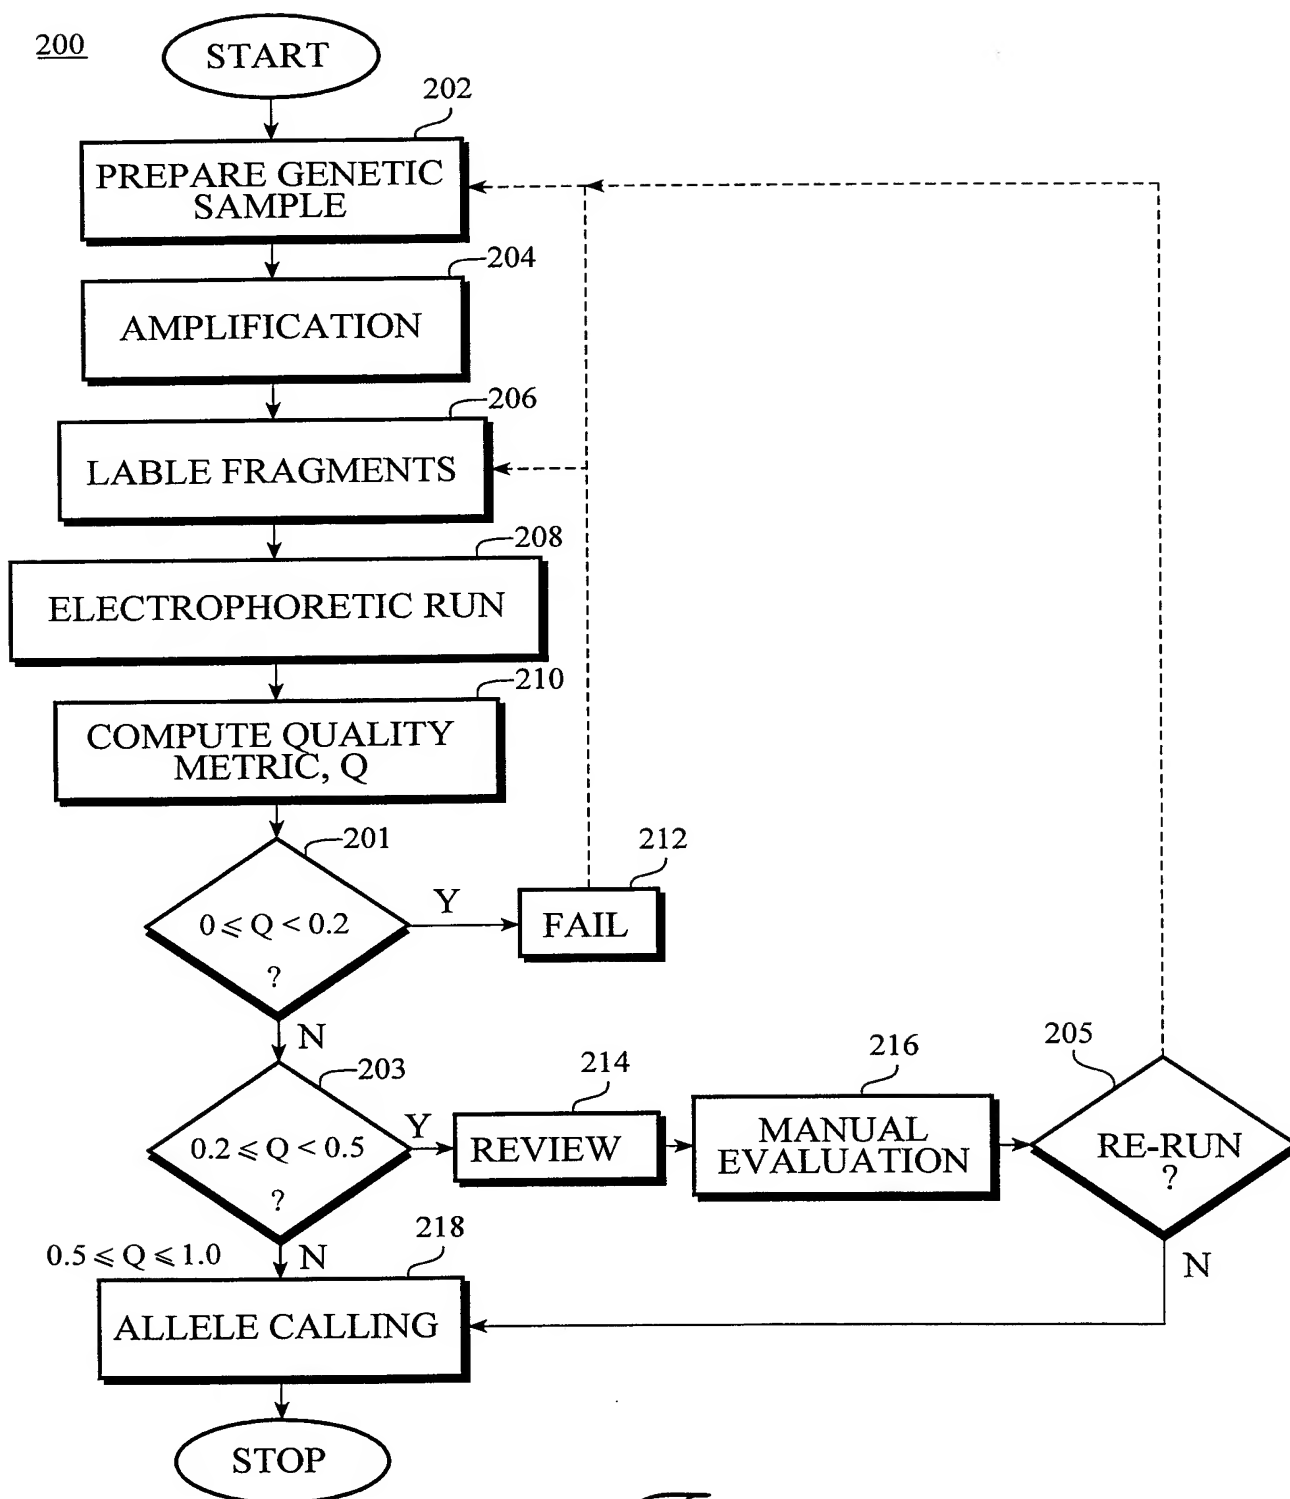 200
START
202
PREPARE GENETIC
SAMPLE
204
AMPLIFICATION
206
LABLE FRAGMENTS
208
ELECTROPHORETIC RUN
210
COMPUTE QUALITY
METRIC, Q
201
0 ⩽ Q < 0.2
?
Y
212
FAIL
N
203
0.2 ⩽ Q < 0.5
?
Y
214
REVIEW
216
MANUAL
EVALUATION
205
RE-RUN
?
N
0.5 ⩽ Q ⩽ 1.0
N
218
ALLELE CALLING
STOP